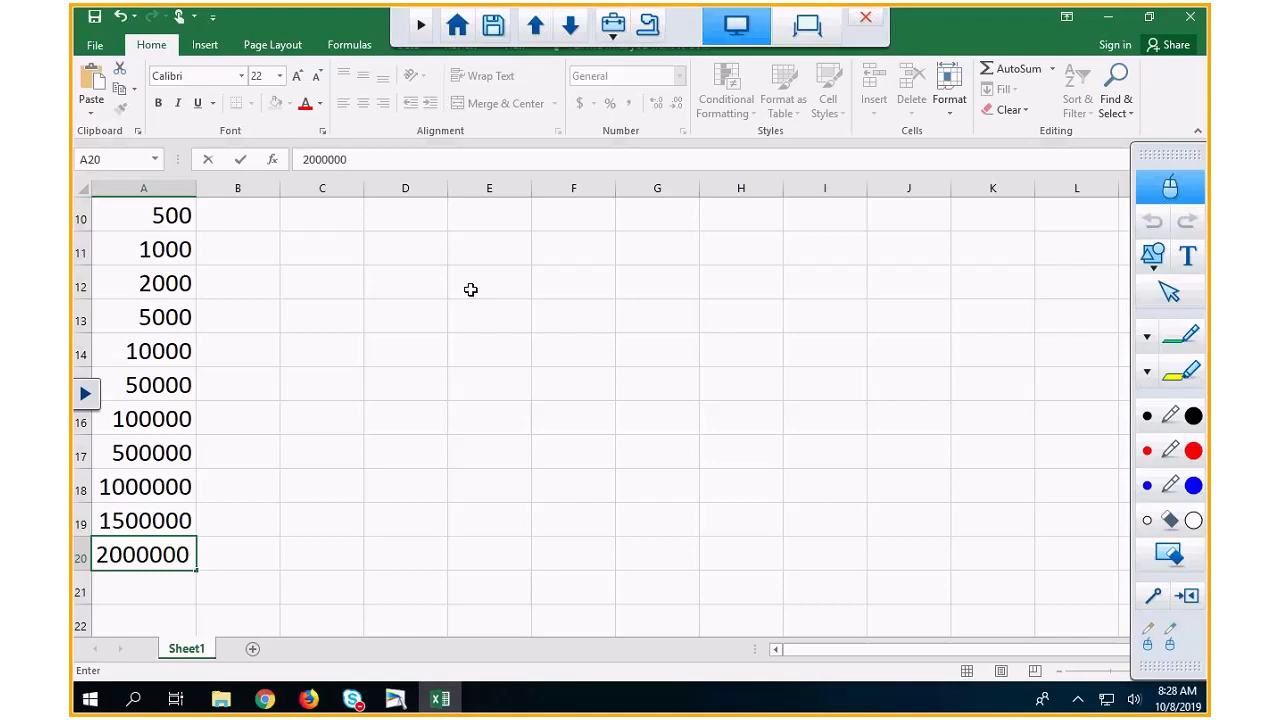 File Home Insert Page Layout Formulas Sign in Share
Calibri 22 Wrap Text General AutoSum
Paste B I U A Merge & Center $ % , Conditional Formatting Format as Table Cell Styles Insert Delete Format Fill Clear Sort & Filter Find & Select
Clipboard Font Alignment Number Styles Cells Editing
A20 fx 2000000
A B C D E F G H I J K L
10 500
11 1000
12 2000
13 5000
14 10000
50000
16 100000
17 500000
18 1000000
19 1500000
20 2000000
21
22
Sheet1
Enter
8:28 AM
10/8/2019
T